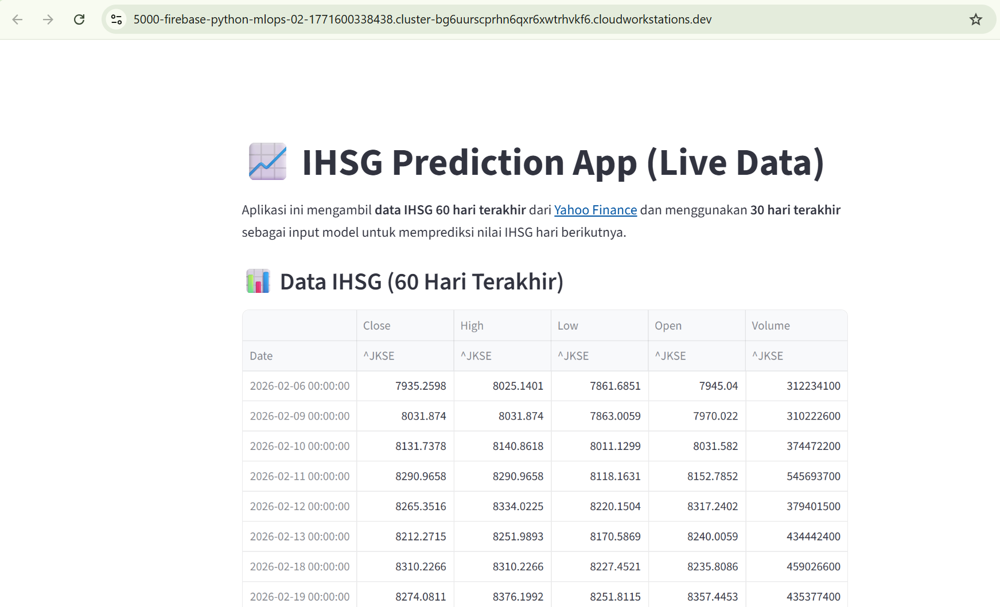 5000-firebase-python-mlops-02-1771600338438.cluster-bg6uurscprhn6qxr6xwtrhvkf6.cloudworkstations.dev
IHSG Prediction App (Live Data)
Aplikasi ini mengambil data IHSG 60 hari terakhir dari Yahoo Finance dan menggunakan 30 hari terakhir
sebagai input model untuk memprediksi nilai IHSG hari berikutnya.
Data IHSG (60 Hari Terakhir)
Close High Low Open Volume
Date ^JKSE ^JKSE ^JKSE ^JKSE ^JKSE
2026-02-06 00:00:00 7935.2598 8025.1401 7861.6851 7945.04 312234100
2026-02-09 00:00:00 8031.874 8031.874 7863.0059 7970.022 310222600
2026-02-10 00:00:00 8131.7378 8140.8618 8011.1299 8031.582 374472200
2026-02-11 00:00:00 8290.9658 8290.9658 8118.1631 8152.7852 545693700
2026-02-12 00:00:00 8265.3516 8334.0225 8220.1504 8317.2402 379401500
2026-02-13 00:00:00 8212.2715 8251.9893 8170.5869 8240.0059 434442400
2026-02-18 00:00:00 8310.2266 8310.2266 8227.4521 8235.8086 459026600
2026-02-19 00:00:00 8274.0811 8376.1992 8251.8115 8357.4453 435377400